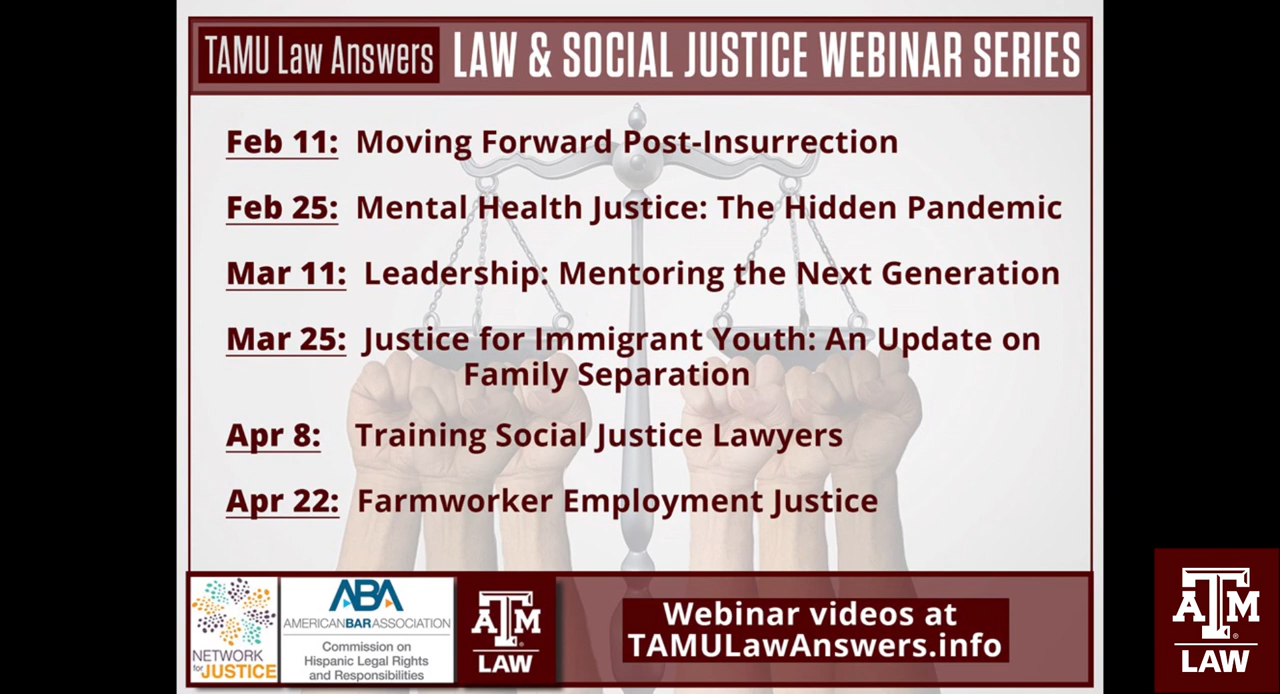 TAMU Law Answers LAW & SOCIAL JUSTICE WEBINAR SERIES
Feb 11: Moving Forward Post-Insurrection
Feb 25: Mental Health Justice: The Hidden Pandemic
Mar 11: Leadership: Mentoring the Next Generation
Mar 25: Justice for Immigrant Youth: An Update on
Family Separation
Apr 8: Training Social Justice Lawyers
Apr 22: Farmworker Employment Justice
NETWORK
for JUSTICE
ABA
AMERICANBARASSOCIATION
Commission on
Hispanic Legal Rights
and Responsibilities
ATM
LAW
Webinar videos at
TAMULawAnswers.info
ATM
LAW